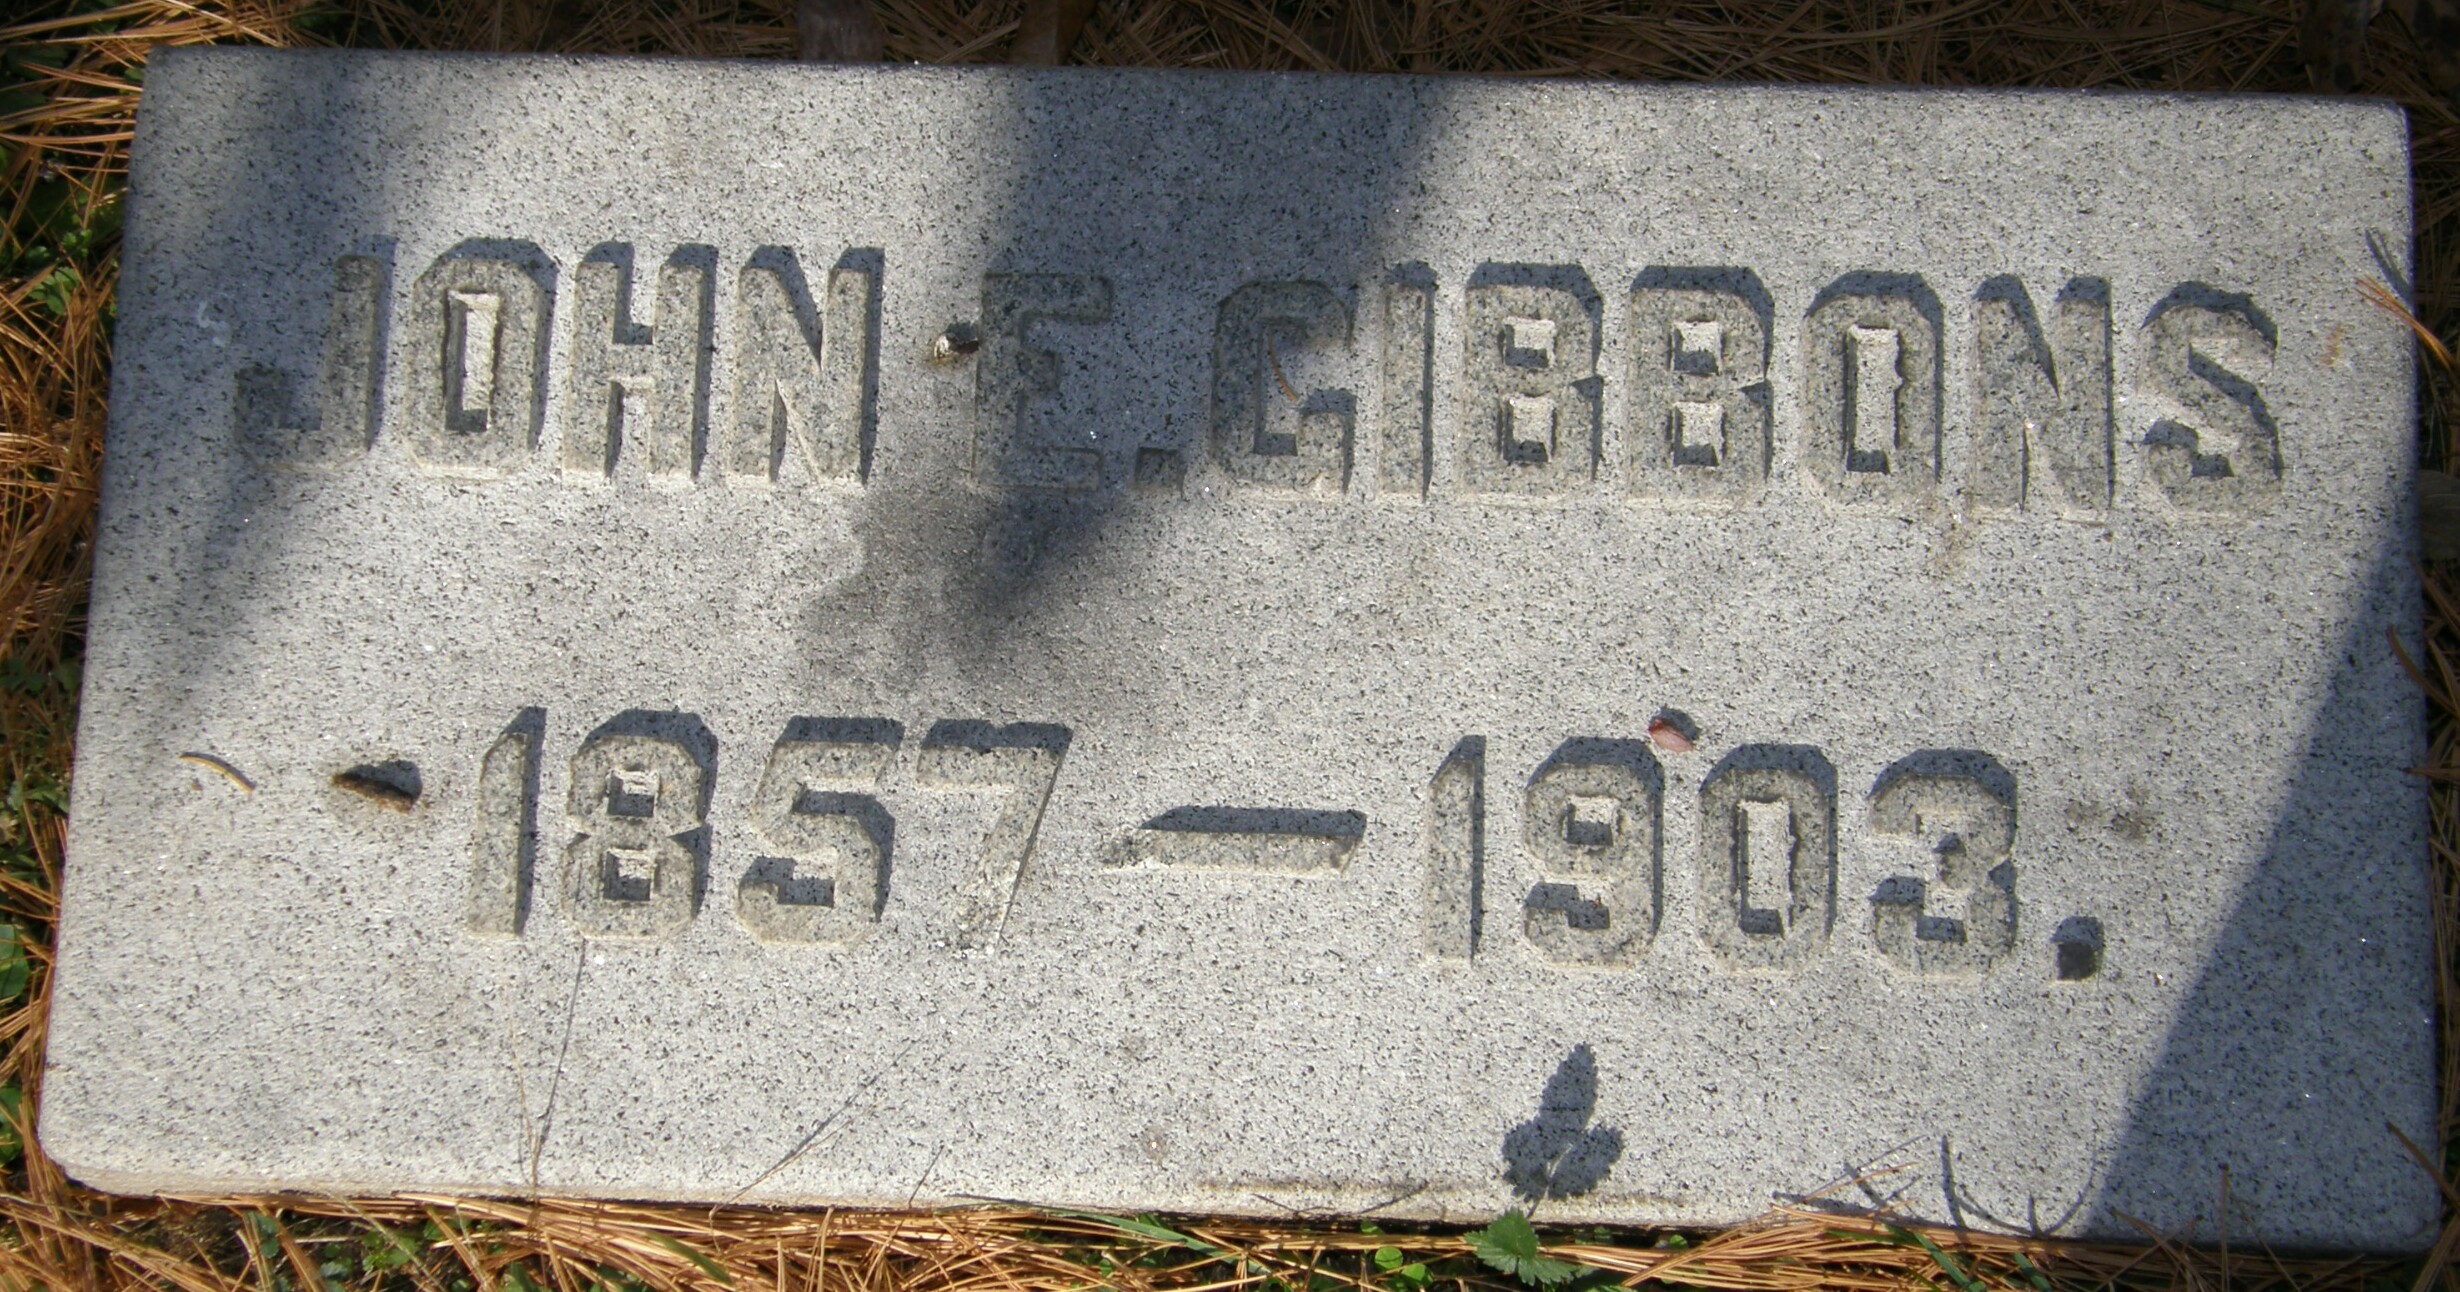 JOHN E. GIBBONS
1857 — 1903.